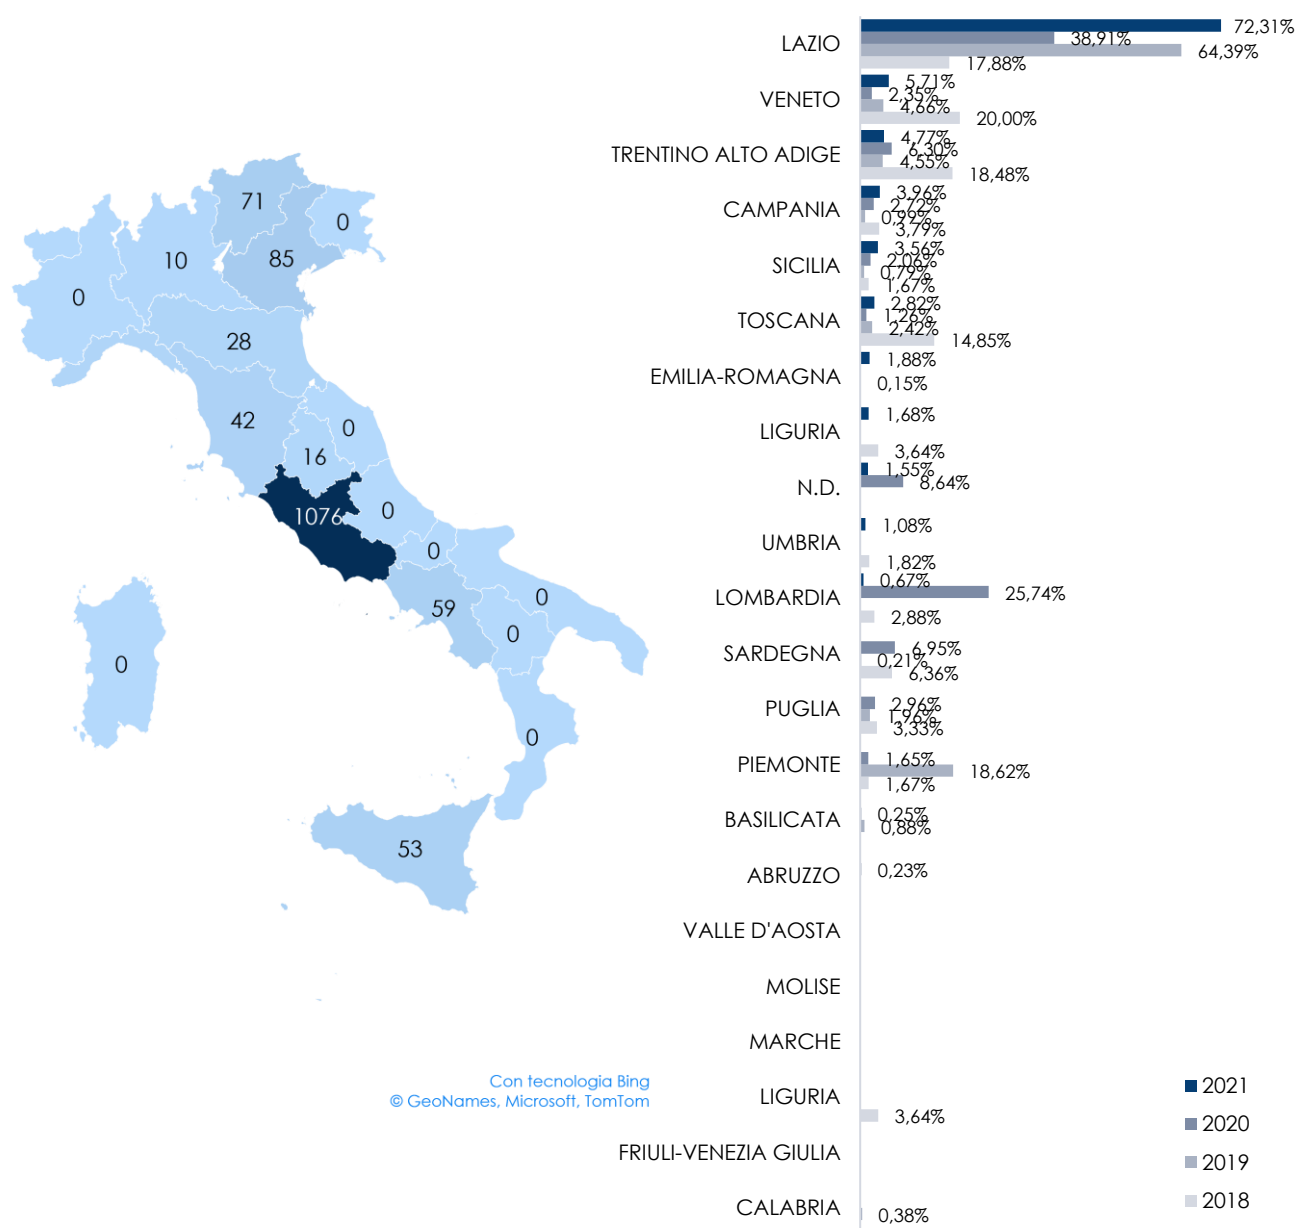 71
0
10
85
0
28
42
0
16
1076
0
0
59
0
0
0
0
53
Con tecnologia Bing
© GeoNames, Microsoft, TomTom
LAZIO
72,31%
38,91%
64,39%
17,88%
VENETO
5,71%
2,35%
4,66%
20,00%
TRENTINO ALTO ADIGE
4,77%
6,30%
4,55%
18,48%
CAMPANIA
3,96%
2,72%
0,99%
3,79%
SICILIA
3,56%
2,06%
0,79%
1,67%
TOSCANA
2,82%
1,26%
2,42%
14,85%
EMILIA-ROMAGNA
1,88%
0,15%
LIGURIA
1,68%
3,64%
N.D.
1,55%
8,64%
UMBRIA
1,08%
1,82%
LOMBARDIA
0,67%
25,74%
2,88%
SARDEGNA
6,95%
0,21%
6,36%
PUGLIA
2,96%
1,96%
3,33%
PIEMONTE
1,65%
18,62%
1,67%
BASILICATA
0,25%
0,88%
ABRUZZO
0,23%
VALLE D'AOSTA
MOLISE
MARCHE
LIGURIA
3,64%
FRIULI-VENEZIA GIULIA
CALABRIA
0,38%
2021
2020
2019
2018